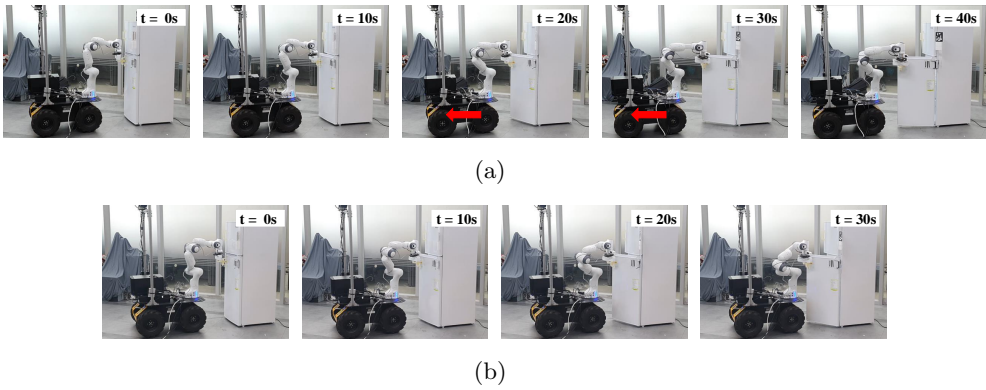 t = 0s
t = 10s
t = 20s
t = 30s
t = 40s
(a)
t = 0s
t = 10s
t = 20s
t = 30s
(b)